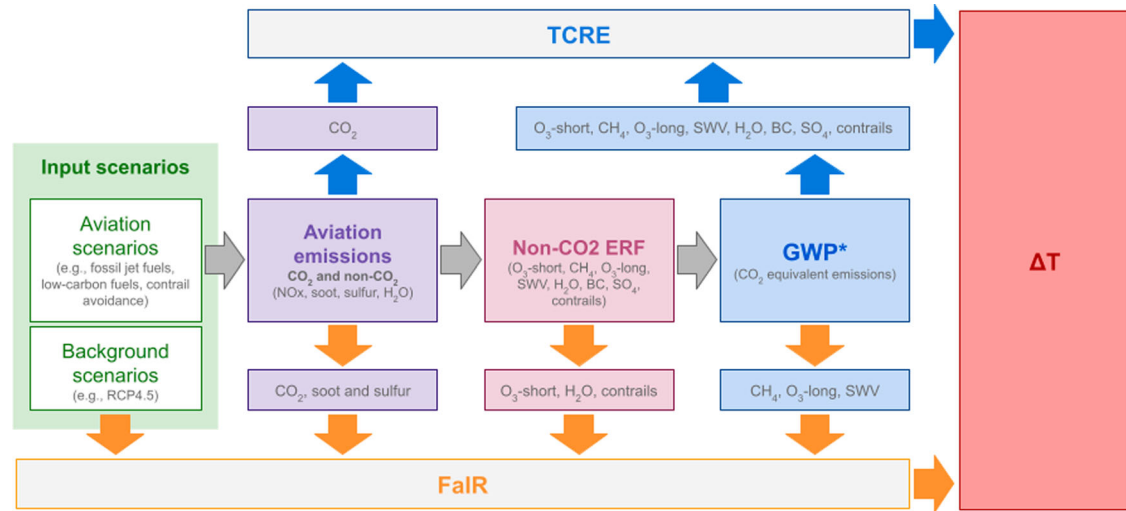 TCRE
CO₂
O₃-short, CH₄, O₃-long, SWV, H₂O, BC, SO₄, contrails
Input scenarios
Aviation
scenarios
(e.g., fossil jet fuels,
low-carbon fuels, contrail
avoidance)
Background
scenarios
(e.g., RCP4.5)
Aviation
emissions
CO₂ and non-CO₂
(NOx, soot, sulfur, H₂O)
Non-CO2 ERF
(O₃-short, CH₄, O₃-long,
SWV, H₂O, BC, SO₄,
contrails)
GWP*
(CO₂ equivalent emissions)
ΔT
CO₂, soot and sulfur
O₃-short, H₂O, contrails
CH₄, O₃-long, SWV
FaIR